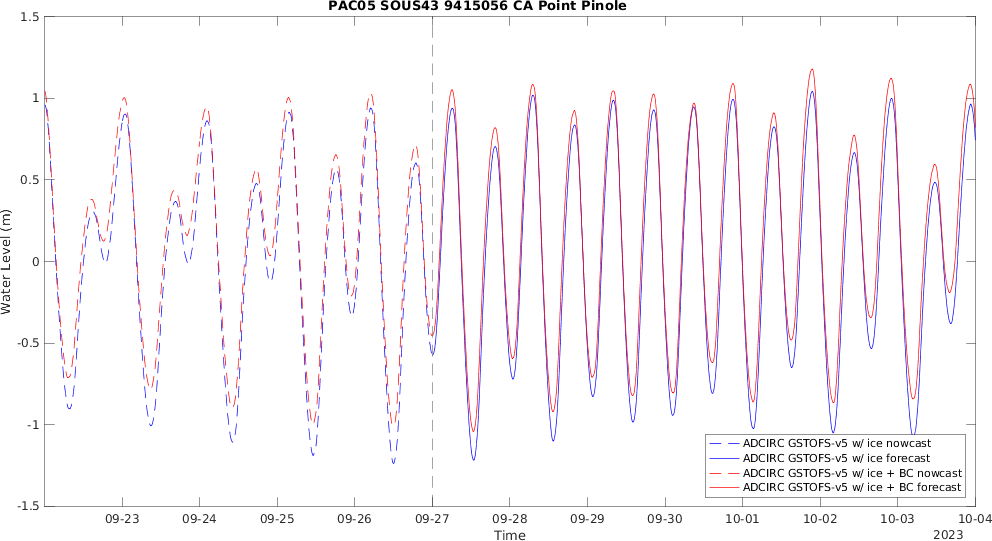 PAC05 SOUS43 9415056 CA Point Pinole
1.5
1
0.5
0
-0.5
-1
-1.5
Water Level (m)
ADCIRC GSTOFS-v5 w/ ice nowcast
ADCIRC GSTOFS-v5 w/ ice forecast
ADCIRC GSTOFS-v5 w/ ice + BC nowcast
ADCIRC GSTOFS-v5 w/ ice + BC forecast
09-23 09-24 09-25 09-26 09-27 09-28 09-29 09-30 10-01 10-02 10-03 10-04
Time
2023